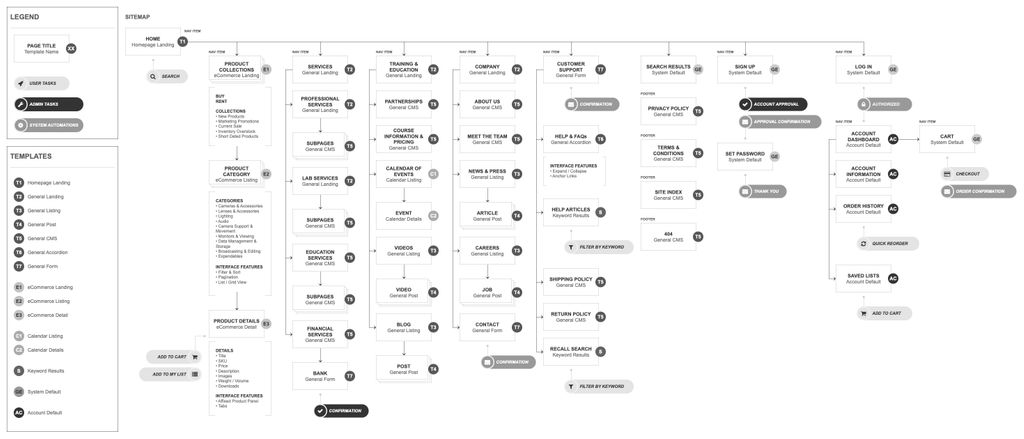 LEGEND
PAGE TITLE
Template Name
XX
USER TASKS
ADMIN TASKS
SYSTEM AUTOMATIONS
TEMPLATES
T1 Homepage Landing
T2 General Landing
T3 General Listing
T4 General Post
T5 General CMS
T6 General Accordion
T7 General Form
E1 eCommerce Landing
E2 eCommerce Listing
E3 eCommerce Detail
C1 Calendar Listing
C2 Calendar Details
S Keyword Results
GE System Default
AC Account Default
SITEMAP
HOME
Homepage Landing
T1
NAV ITEM
SEARCH
NAV ITEM
PRODUCT
COLLECTIONS
eCommerce Landing
E1
BUY
RENT
COLLECTIONS
• New Products
• Marketing Promotions
• Current Sale
• Inventory Overstock
• Short Dated Products
PRODUCT
CATEGORY
eCommerce Listing
E2
CATEGORIES
• Cameras & Accessories
• Lenses & Accessories
• Lighting
• Audio
• Camera Support &
Movement
• Monitors & Viewing
• Data Management &
Storage
• Broadcasting & Editing
• Expendables
INTERFACE FEATURES
• Filter & Sort
• Pagination
• List / Grid View
PRODUCT DETAILS
eCommerce Detail
E3
ADD TO CART
ADD TO MY LIST
DETAILS
• Title
• SKU
• Price
• Description
• Images
• Weight / Volume
• Downloads
INTERFACE FEATURES
• Affixed Product Panel
• Tabs
NAV ITEM
SERVICES
General Landing
T2
PROFESSIONAL
SERVICES
General Landing
T2
SUBPAGES
General CMS
T5
LAB SERVICES
General Landing
T2
SUBPAGES
General CMS
T5
EDUCATION
SERVICES
General CMS
T5
SUBPAGES
General CMS
T5
FINANCIAL
SERVICES
General CMS
T5
BANK
General Form
T7
CONFIRMATION
NAV ITEM
TRAINING &
EDUCATION
General Landing
T2
PARTNERSHIPS
General CMS
T5
COURSE
INFORMATION &
PRICING
General CMS
T5
CALENDAR OF
EVENTS
Calendar Listing
C1
EVENT
Calendar Details
C2
VIDEOS
General Listing
T3
VIDEO
General Post
T4
BLOG
General Listing
T3
POST
General Post
T4
NAV ITEM
COMPANY
General Landing
T2
ABOUT US
General CMS
T5
MEET THE TEAM
General CMS
T5
NEWS & PRESS
General Listing
T3
ARTICLE
General Post
T4
CAREERS
General Listing
T3
JOB
General Post
T4
CONTACT
General Form
T7
CONFIRMATION
NAV ITEM
CUSTOMER
SUPPORT
General Form
T7
CONFIRMATION
HELP & FAQs
General Accordion
T6
INTERFACE FEATURES
• Expand / Collapse
• Anchor Links
HELP ARTICLES
Keyword Results
S
FILTER BY KEYWORD
SHIPPING POLICY
General CMS
T5
RETURN POLICY
General CMS
T5
RECALL SEARCH
Keyword Results
S
FILTER BY KEYWORD
SEARCH RESULTS
System Default
GE
FOOTER
PRIVACY POLICY
General CMS
T5
FOOTER
TERMS &
CONDITIONS
General CMS
T5
FOOTER
SITE INDEX
General CMS
T5
FOOTER
404
General CMS
T5
NAV ITEM
SIGN UP
System Default
GE
ACCOUNT APPROVAL
APPROVAL CONFIRMATION
SET PASSWORD
System Default
GE
THANK YOU
NAV ITEM
LOG IN
System Default
GE
AUTHORIZED
NAV ITEM
ACCOUNT
DASHBOARD
Account Default
AC
ACCOUNT
INFORMATION
Account Default
AC
ORDER HISTORY
Account Default
AC
QUICK REORDER
SAVED LISTS
Account Default
AC
ADD TO CART
NAV ITEM
CART
System Default
GE
CHECKOUT
ORDER CONFIRMATION